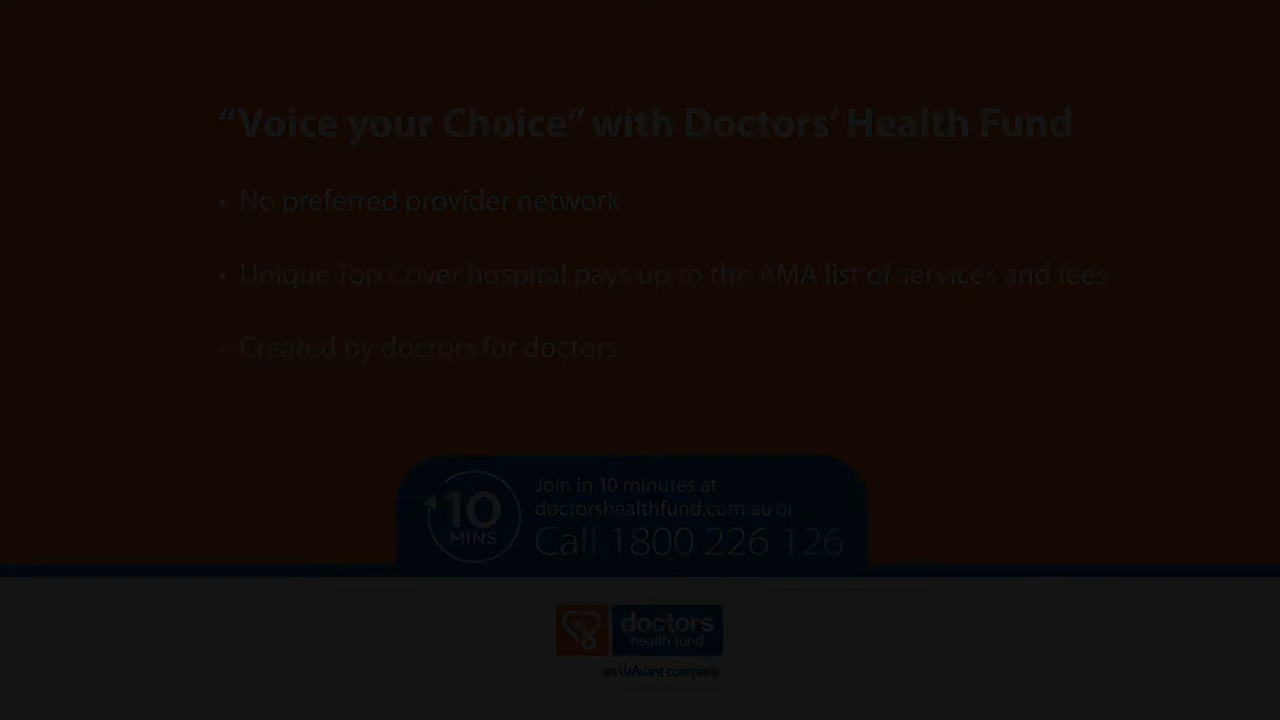 “Voice your Choice” with Doctors’ Health Fund
• No preferred provider network
• Unique Top Cover hospital pays up to the AMA list of services and fees
• Created by doctors for doctors
10
MINS
Join in 10 minutes at
doctorshealthfund.com.au or
Call 1800 226 126
doctors
health fund
an Avant company